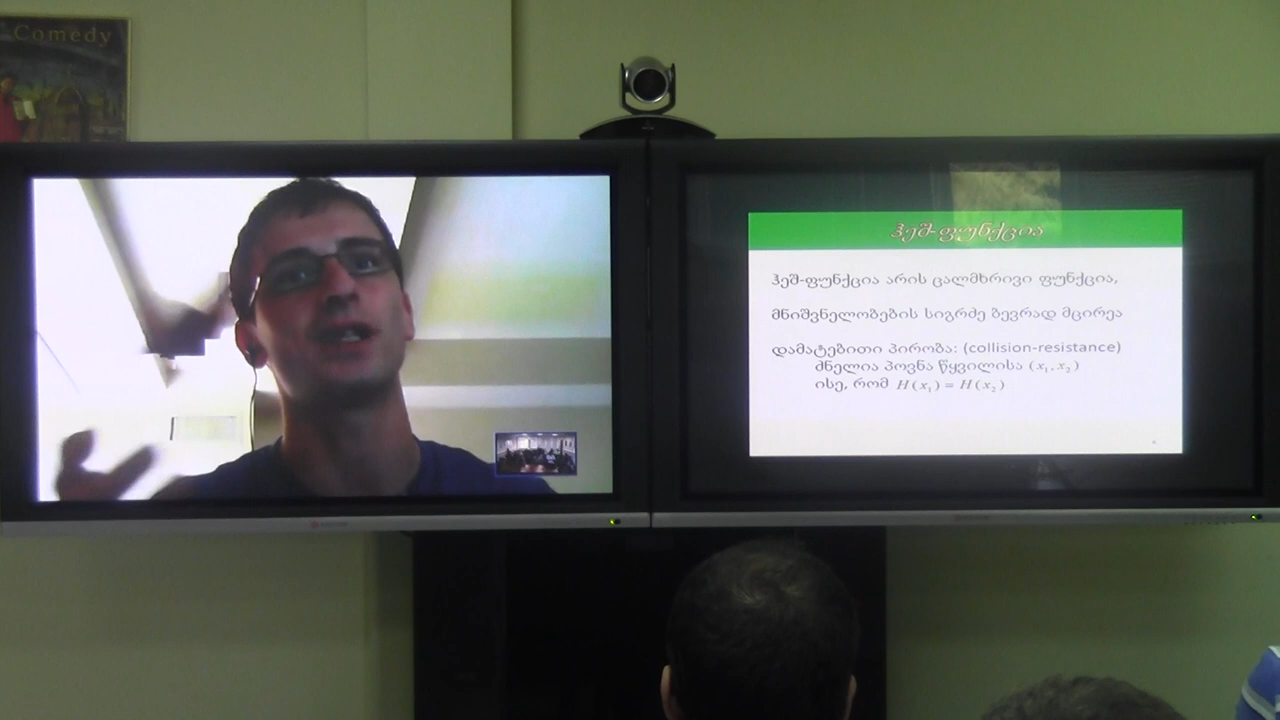 Comedy
ჰეშ-ფუნქცია
ჰეშ-ფუნქცია არის ცალმხრივი ფუნქცია,
მნიშვნელობების სიგრძე ბევრად მცირეა
დამატებითი პირობა: (collision-resistance)
ძნელია პოვნა წყვილისა (x₁, x₂)
ისე, რომ H(x₁) = H(x₂)